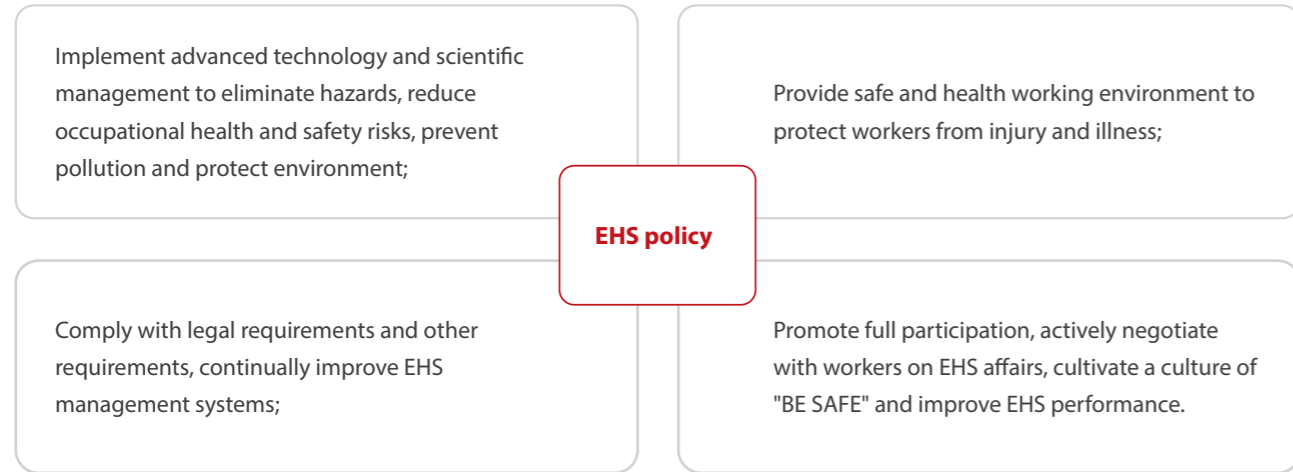 Implement advanced technology and scientific
management to eliminate hazards, reduce
occupational health and safety risks, prevent
pollution and protect environment;
Provide safe and health working environment to
protect workers from injury and illness;
EHS policy
Comply with legal requirements and other
requirements, continually improve EHS
management systems;
Promote full participation, actively negotiate
with workers on EHS affairs, cultivate a culture of
"BE SAFE" and improve EHS performance.